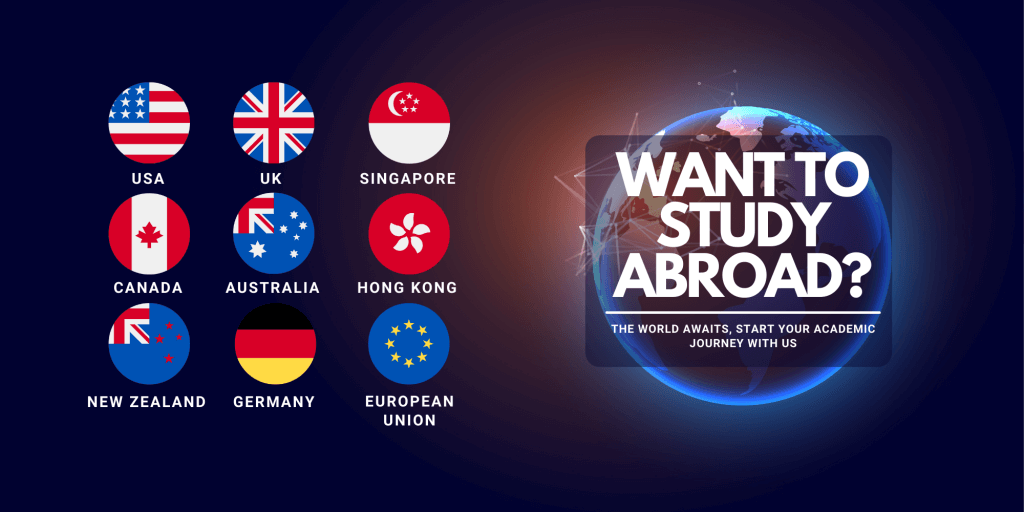 USA
UK
SINGAPORE
CANADA
AUSTRALIA
HONG KONG
NEW ZEALAND
GERMANY
EUROPEAN
UNION
WANT TO
STUDY
ABROAD?
THE WORLD AWAITS, START YOUR ACADEMIC
JOURNEY WITH US